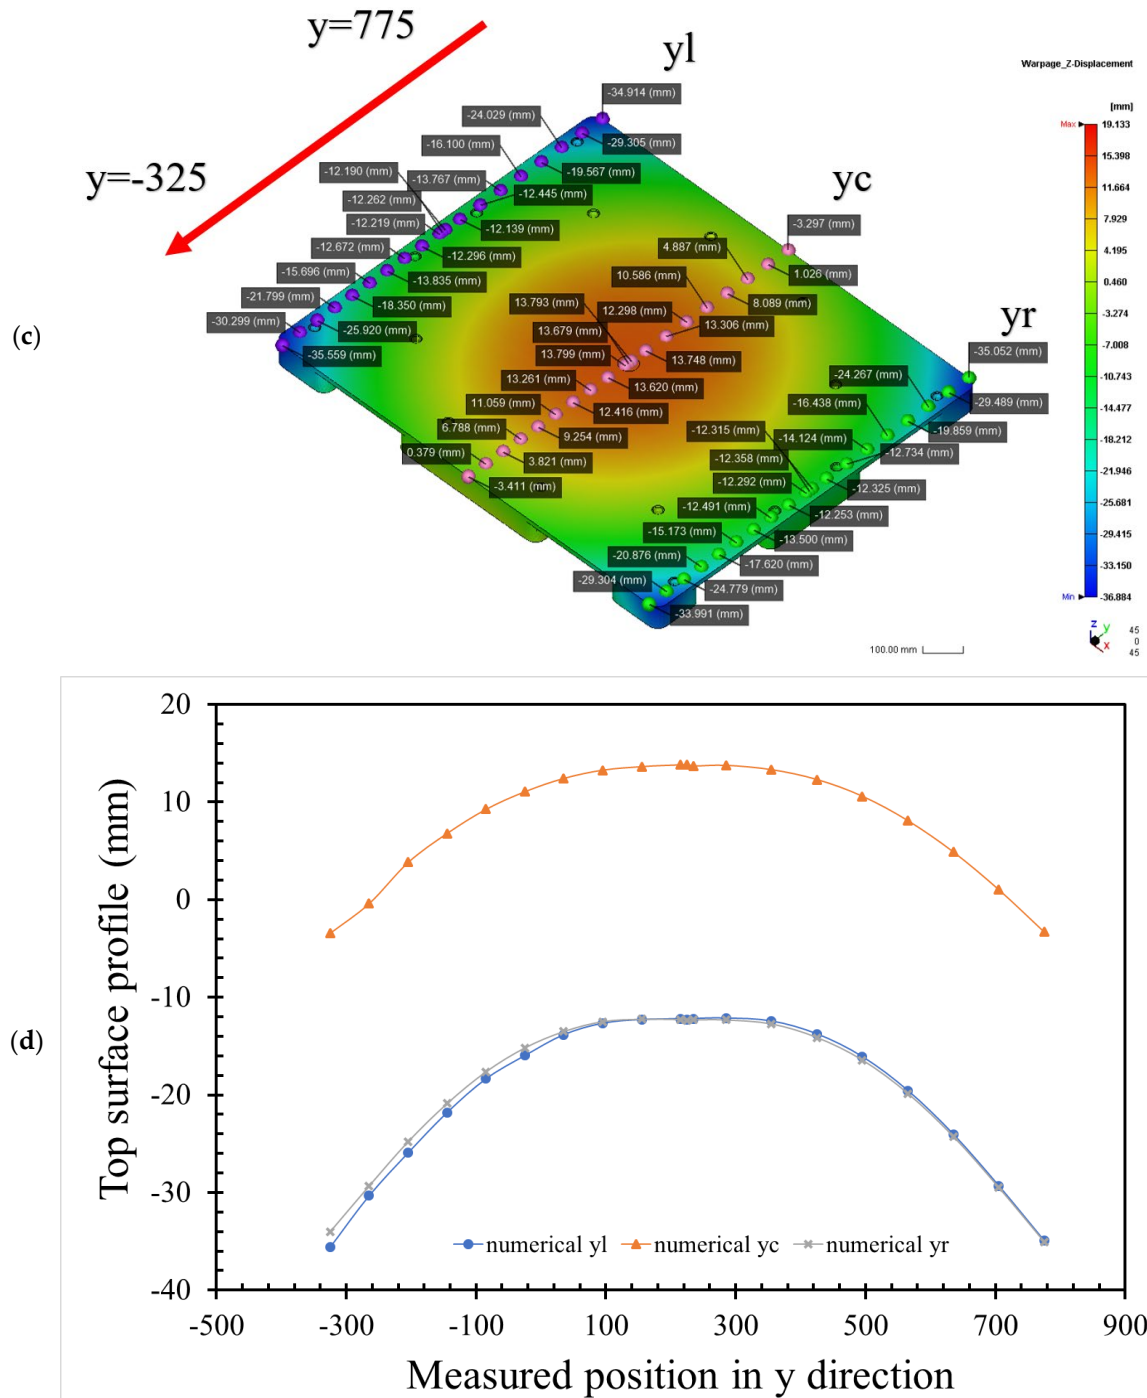 y=775
yl
Warpage_Z-Displacement
[mm]
-34.914 (mm)
-24.029 (mm)
Max
19.133
-29.305 (mm)
-16.100 (mm)
15.398
-12.190 (mm)
-19.567 (mm)
y=-325
-13.767 (mm)
yc
11.664
-12.262 (mm)
-12.445 (mm)
-12.219 (mm)
-12.139 (mm)
7.929
-3.297 (mm)
-12.672 (mm)
4.887 (mm)
4.195
-12.296 (mm)
-15.696 (mm)
-13.835 (mm)
10.586 (mm)
1.026 (mm)
0.460
-21.799 (mm)
8.089 (mm)
-18.350 (mm)
13.793 (mm)
12.298 (mm)
-3.274
-30.299 (mm)
-25.920 (mm)
13.679 (mm)
13.306 (mm)
yr
(c)
-7.008
-35.559 (mm)
13.799 (mm)
13.748 (mm)
-35.052 (mm)
-24.267 (mm)
-10.743
13.261 (mm)
13.620 (mm)
-29.489 (mm)
11.059 (mm)
-16.438 (mm)
-14.477
12.416 (mm)
-19.859 (mm)
6.788 (mm)
-12.315 (mm)
9.254 (mm)
-14.124 (mm)
-18.212
0.379 (mm)
3.821 (mm)
-12.358 (mm)
-12.734 (mm)
-21.946
-3.411 (mm)
-12.292 (mm)
-12.325 (mm)
-12.491 (mm)
-25.681
-12.253 (mm)
-15.173 (mm)
-29.415
-13.500 (mm)
-20.876 (mm)
-17.620 (mm)
-33.150
-29.304 (mm)
-24.779 (mm)
Min
-36.884
-33.991 (mm)
z
y
x
45
0
45
100.00 mm
20
10
0
-10
-20
-30
-40
Top surface profile (mm)
(d)
numerical yl
numerical yc
numerical yr
-500
-300
-100
100
300
500
700
900
Measured position in y direction